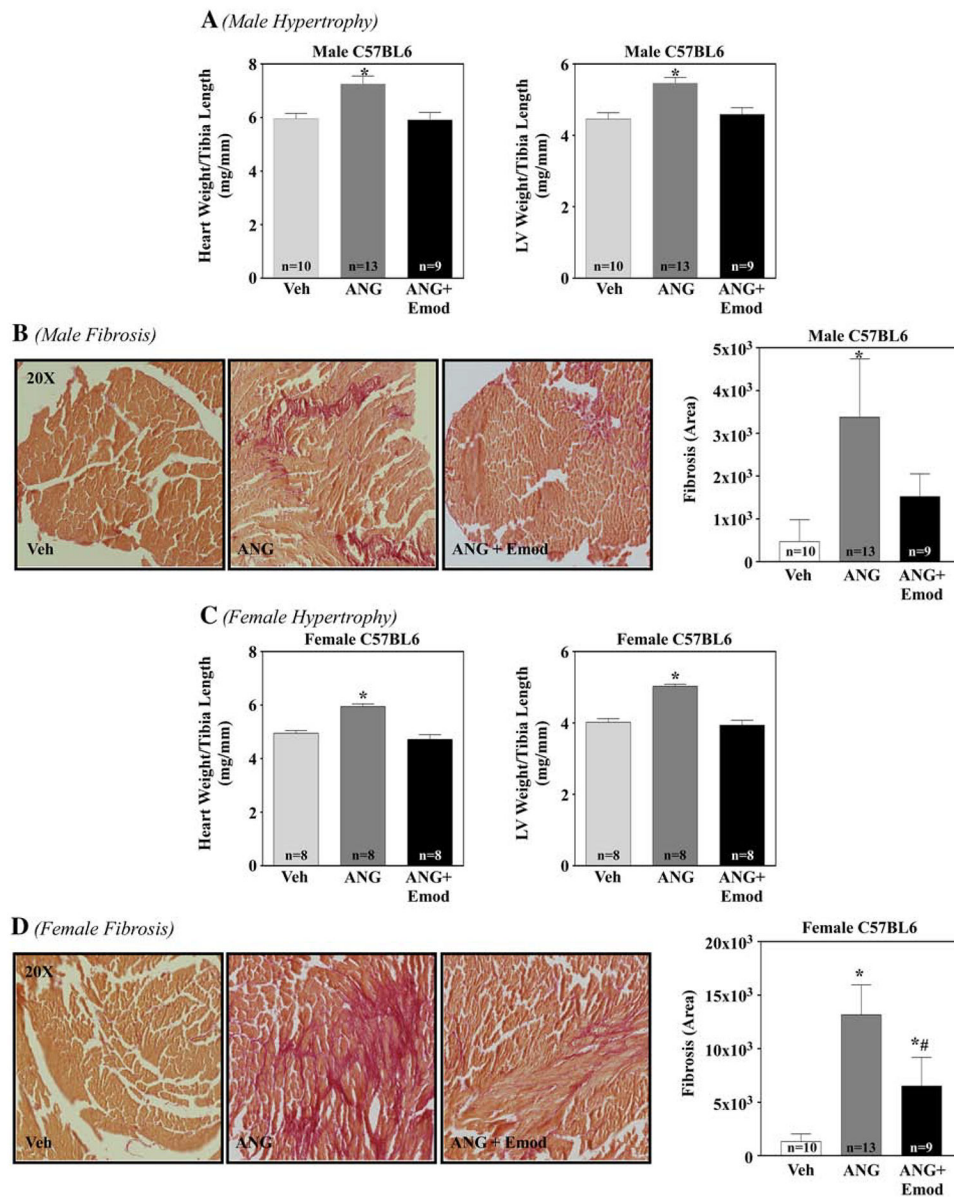 A (Male Hypertrophy)
Male C57BL6
Heart Weight/Tibia Length
(mg/mm)
8
6
4
2
0
*
n=10
n=13
n=9
Veh
ANG
ANG+
Emod
Male C57BL6
LV Weight/Tibia Length
(mg/mm)
6
4
2
0
*
n=10
n=13
n=9
Veh
ANG
ANG+
Emod
B (Male Fibrosis)
20X
Veh
ANG
ANG + Emod
Male C57BL6
Fibrosis (Area)
5x10³
4x10³
3x10³
2x10³
1x10³
0
*
n=10
n=13
n=9
Veh
ANG
ANG+
Emod
C (Female Hypertrophy)
Female C57BL6
Heart Weight/Tibia Length
(mg/mm)
8
6
4
2
0
*
n=8
n=8
n=8
Veh
ANG
ANG+
Emod
Female C57BL6
LV Weight/Tibia Length
(mg/mm)
6
4
2
0
*
n=8
n=8
n=8
Veh
ANG
ANG+
Emod
D (Female Fibrosis)
20X
Veh
ANG
ANG + Emod
Female C57BL6
Fibrosis (Area)
20x10³
15x10³
10x10³
5x10³
0
*
*#
n=10
n=13
n=9
Veh
ANG
ANG+
Emod